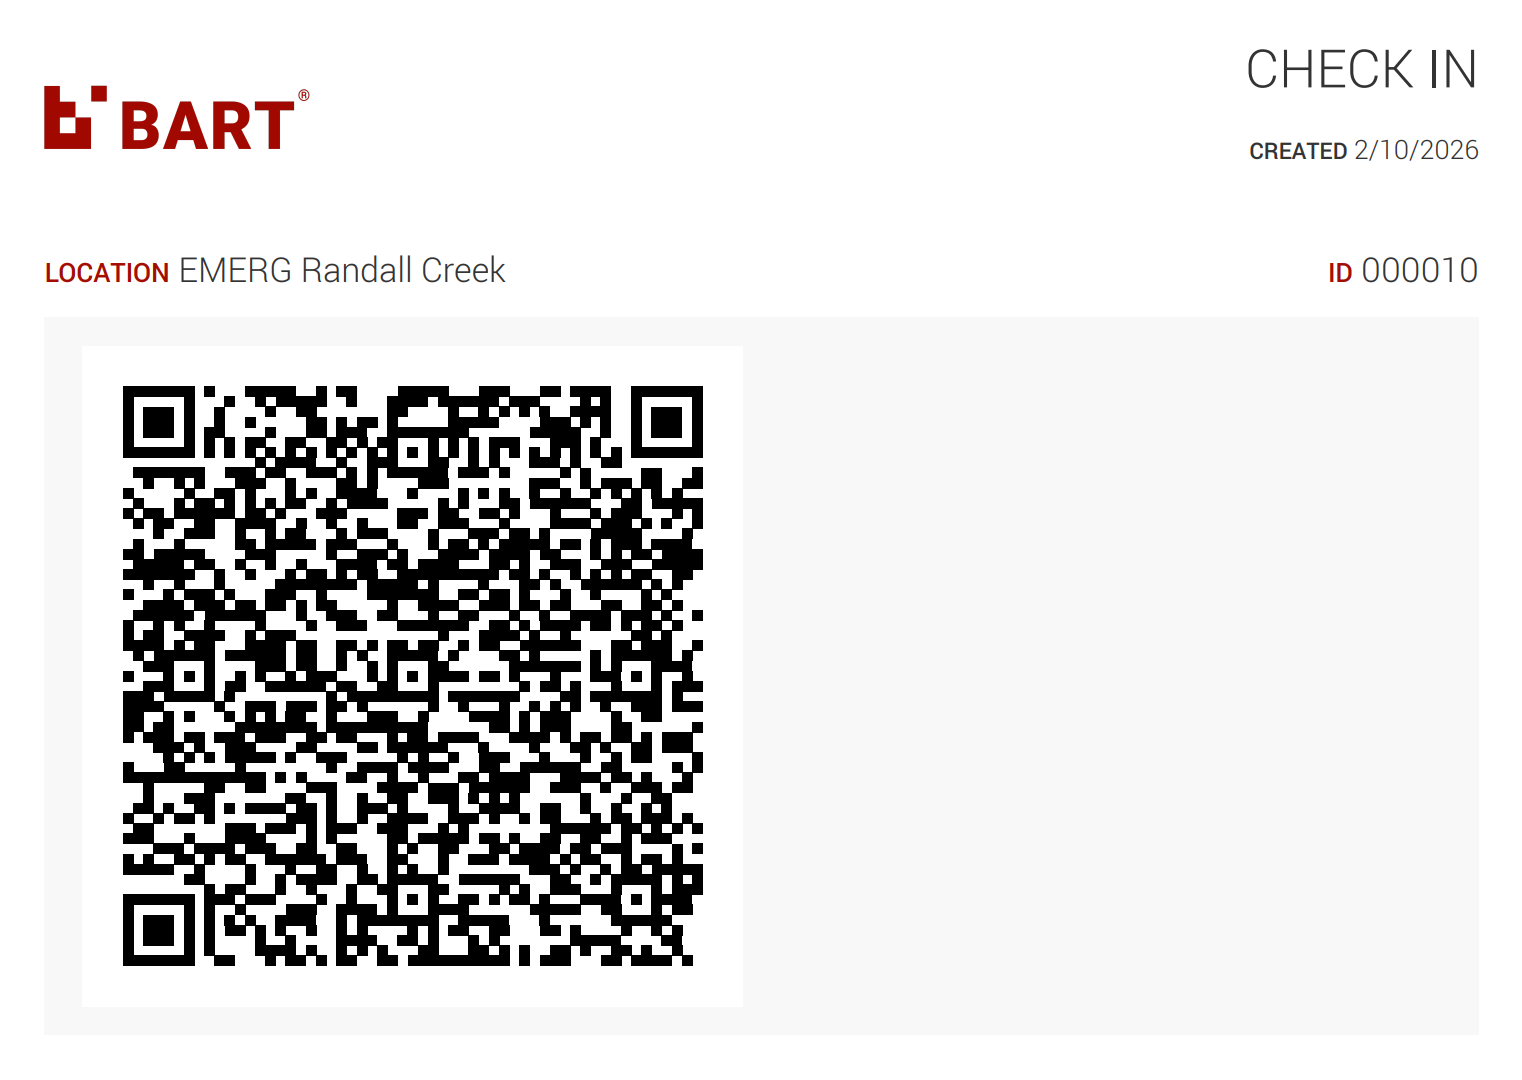 CHECK IN
BART®
CREATED 2/10/2026
LOCATION EMERG Randall Creek
ID 000010